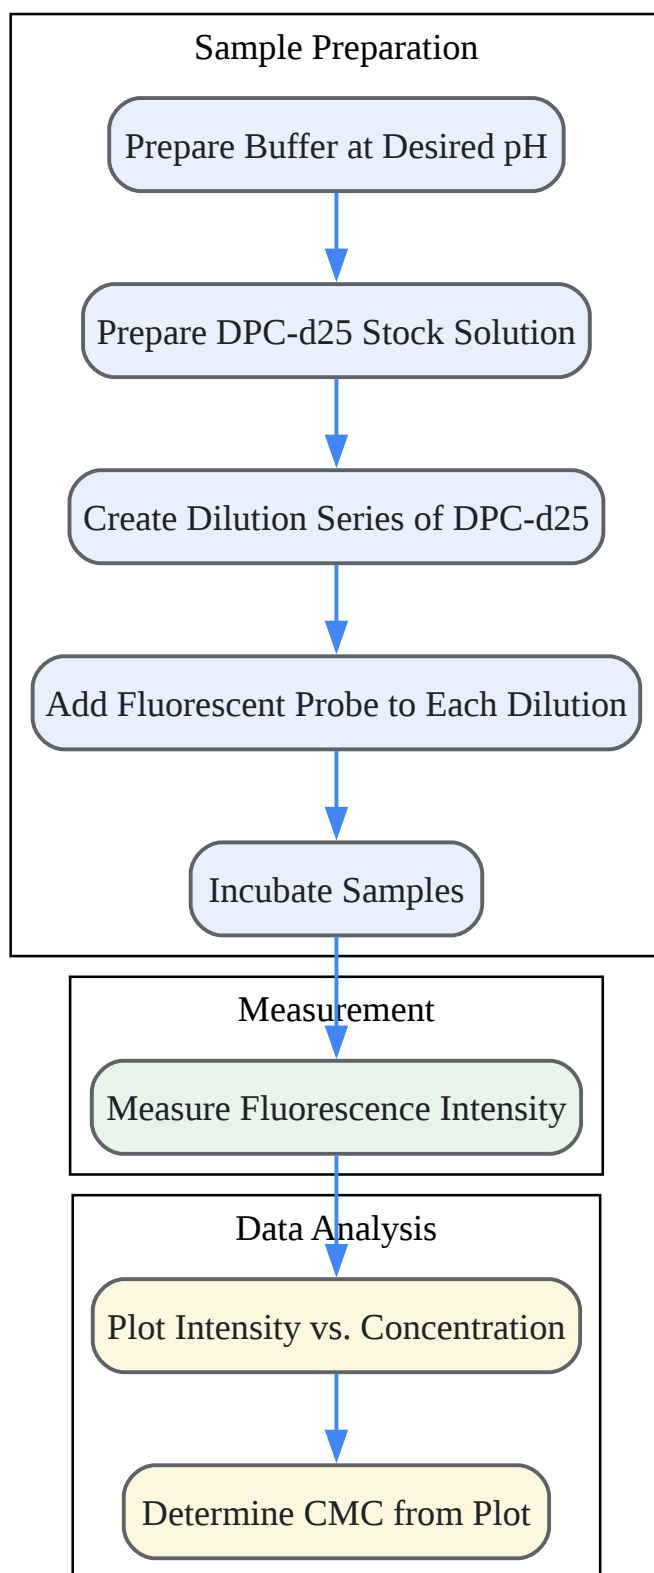 Sample Preparation
Prepare Buffer at Desired pH
Prepare DPC-d25 Stock Solution
Create Dilution Series of DPC-d25
Add Fluorescent Probe to Each Dilution
Incubate Samples
Measurement
Measure Fluorescence Intensity
Data Analysis
Plot Intensity vs. Concentration
Determine CMC from Plot